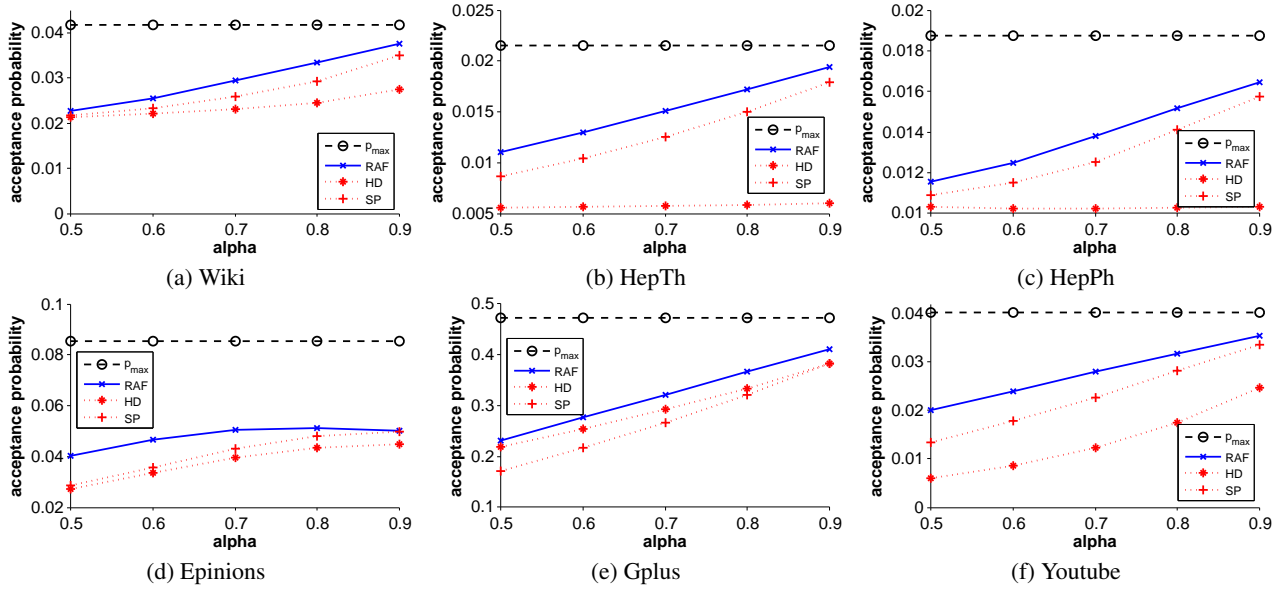 acceptance probability
0.04
0.03
0.02
0.01
0
0.5 0.6 0.7 0.8 0.9
alpha
p_max
RAF
HD
SP
(a) Wiki
acceptance probability
0.025
0.02
0.015
0.01
0.005
0.5 0.6 0.7 0.8 0.9
alpha
p_max
RAF
HD
SP
(b) HepTh
acceptance probability
0.02
0.018
0.016
0.014
0.012
0.01
0.5 0.6 0.7 0.8 0.9
alpha
p_max
RAF
HD
SP
(c) HepPh
acceptance probability
0.1
0.08
0.06
0.04
0.02
0.5 0.6 0.7 0.8 0.9
alpha
p_max
RAF
HD
SP
(d) Epinions
acceptance probability
0.5
0.4
0.3
0.2
0.1
0.5 0.6 0.7 0.8 0.9
alpha
p_max
RAF
HD
SP
(e) Gplus
acceptance probability
0.04
0.03
0.02
0.01
0
0.5 0.6 0.7 0.8 0.9
alpha
p_max
RAF
HD
SP
(f) Youtube